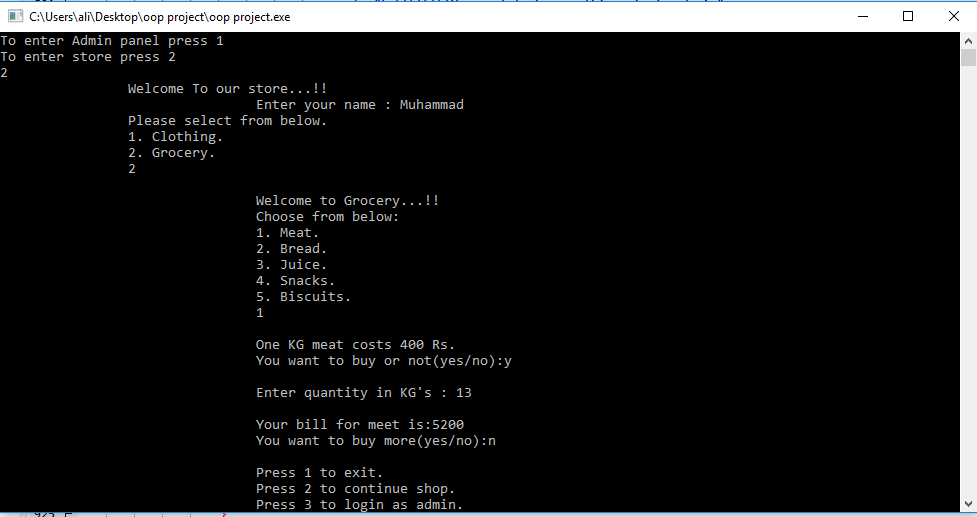 C:\Users\ali\Desktop\oop project\oop project.exe
To enter Admin panel press 1
To enter store press 2
2
Welcome To our store...!!
Enter your name : Muhammad
Please select from below.
1. Clothing.
2. Grocery.
2
Welcome to Grocery...!!
Choose from below:
1. Meat.
2. Bread.
3. Juice.
4. Snacks.
5. Biscuits.
1
One KG meat costs 400 Rs.
You want to buy or not(yes/no):y
Enter quantity in KG's : 13
Your bill for meet is:5200
You want to buy more(yes/no):n
Press 1 to exit.
Press 2 to continue shop.
Press 3 to login as admin.